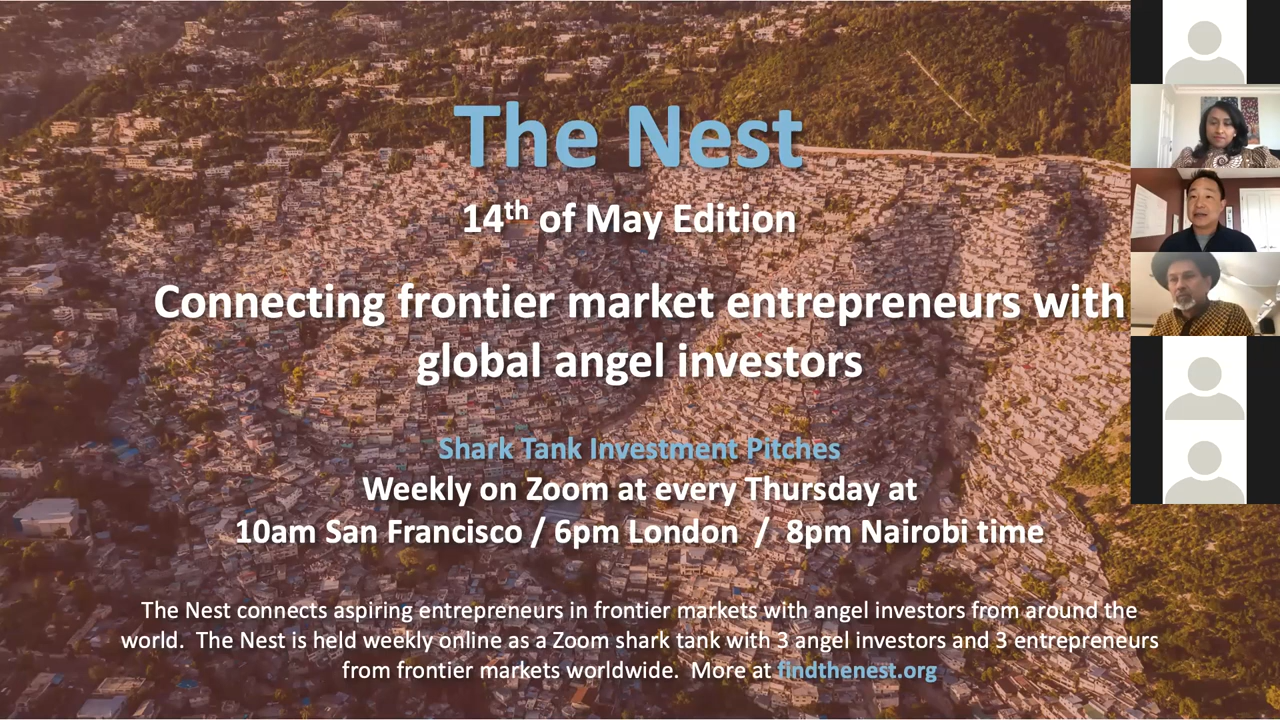 The Nest
14th of May Edition
Connecting frontier market entrepreneurs with
global angel investors
Shark Tank Investment Pitches
Weekly on Zoom at every Thursday at
10am San Francisco / 6pm London / 8pm Nairobi time
The Nest connects aspiring entrepreneurs in frontier markets with angel investors from around the
world. The Nest is held weekly online as a Zoom shark tank with 3 angel investors and 3 entrepreneurs
from frontier markets worldwide. More at findthenest.org